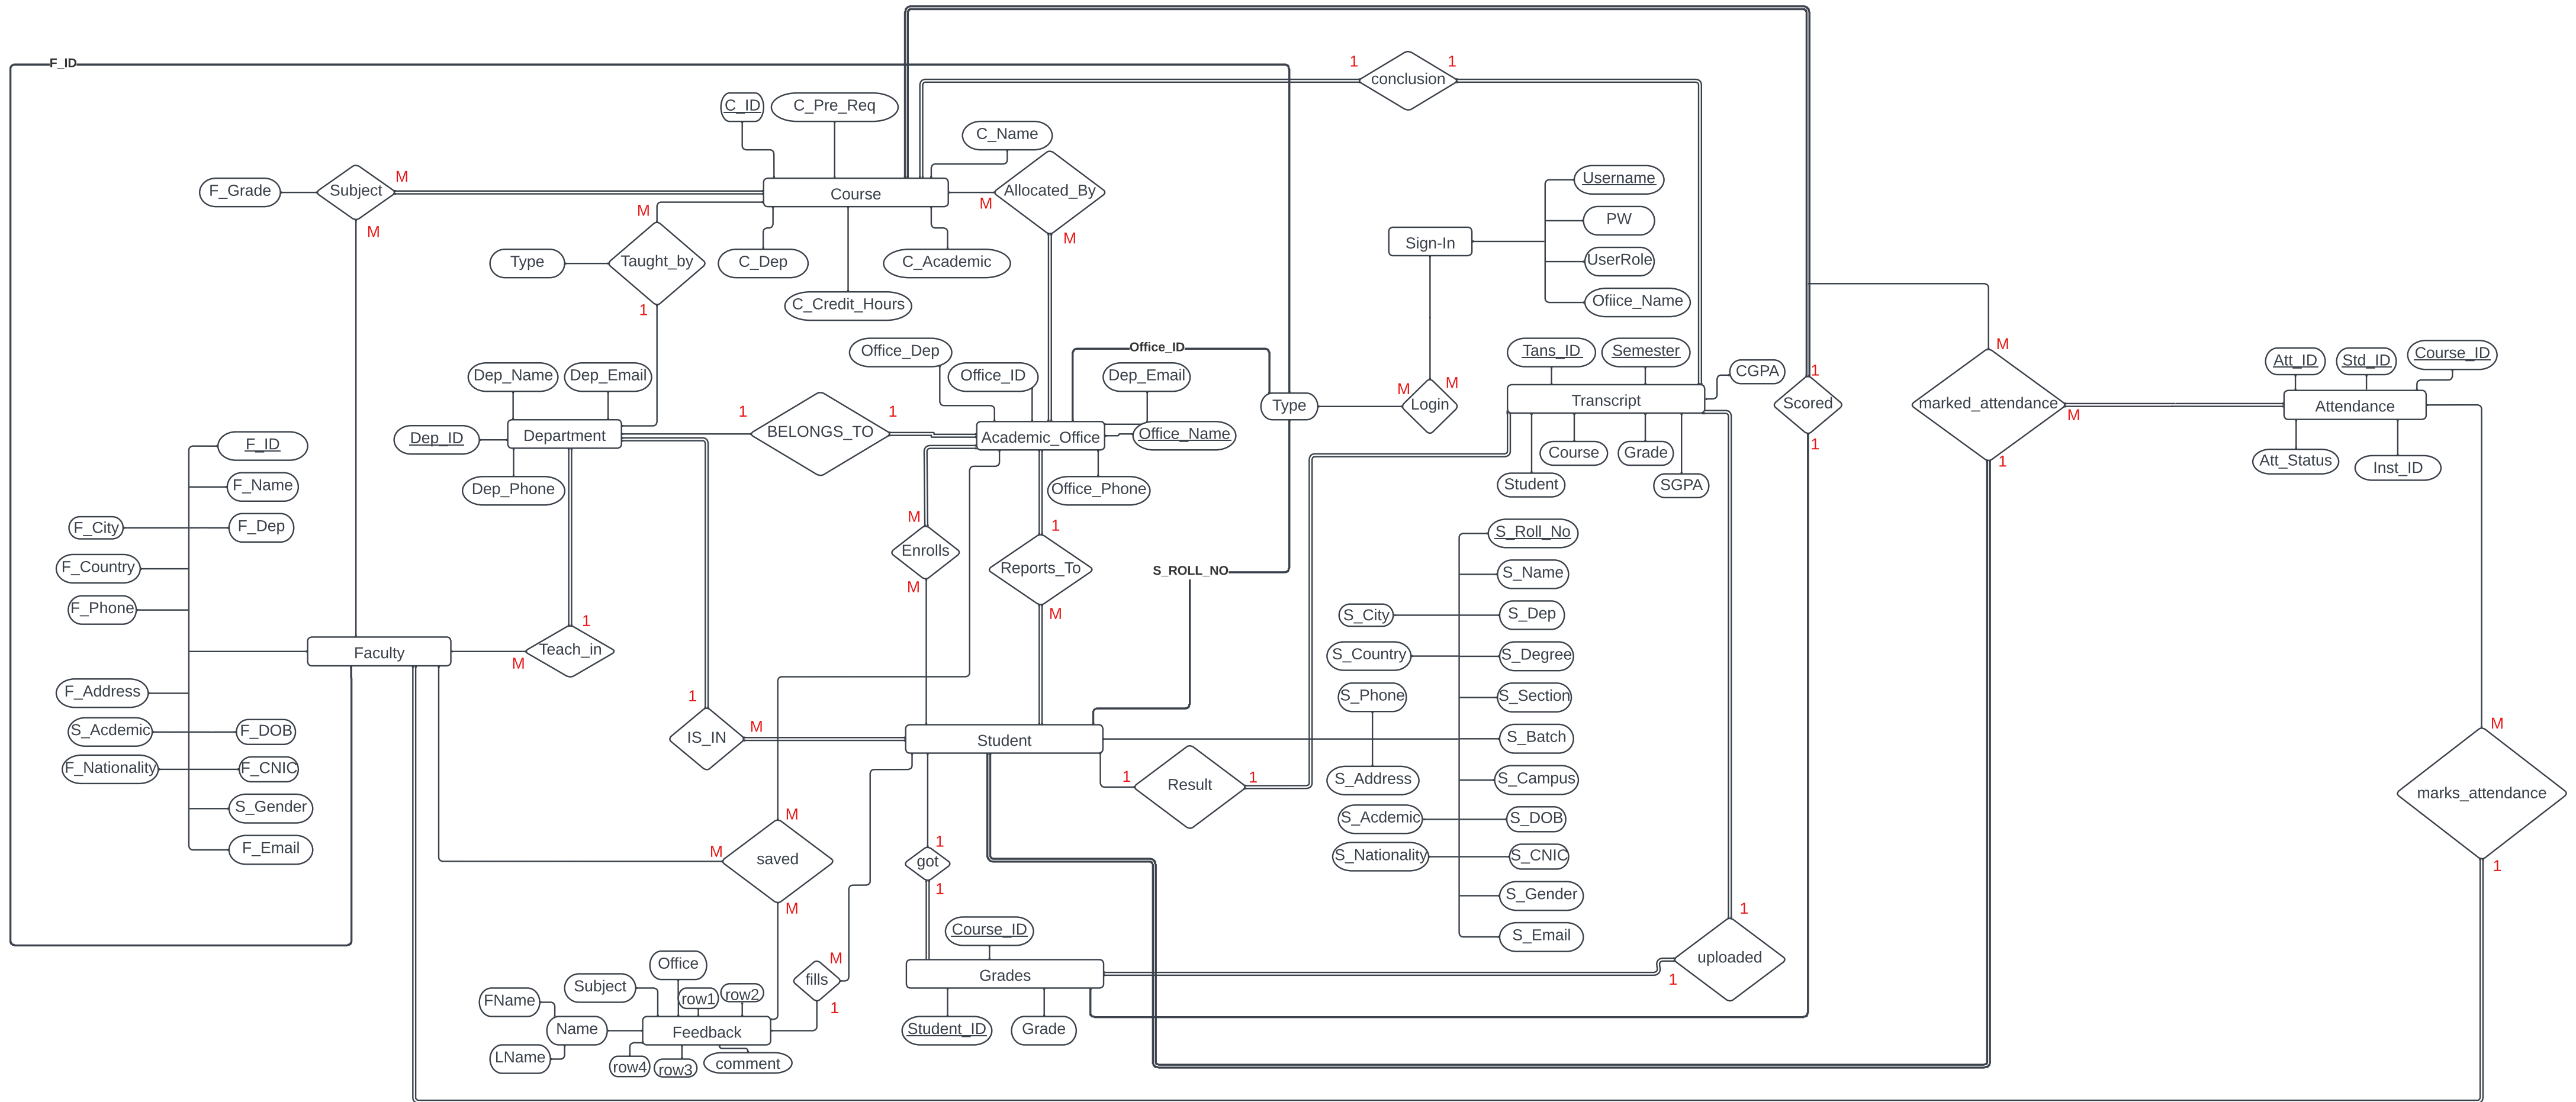 F_ID
conclusion
1
1
C_ID
C_Pre_Req
C_Name
F_Grade
Subject
M
M
Course
Allocated_By
M
M
Username
PW
UserRole
Ofiice_Name
Sign-In
Type
Taught_by
M
1
C_Dep
C_Academic
C_Credit_Hours
Office_Dep
Office_ID
Office_ID
Dep_Email
Office_Name
Office_Phone
Academic_Office
Type
M
M
Login
Tans_ID
Semester
CGPA
Transcript
Course
Grade
Student
SGPA
1
Scored
1
M
marked_attendance
M
1
Att_ID
Std_ID
Course_ID
Attendance
Att_Status
Inst_ID
Dep_Name
Dep_Email
Dep_ID
Department
Dep_Phone
1
BELONGS_TO
1
F_ID
F_Name
F_City
F_Dep
F_Country
F_Phone
Faculty
F_Address
S_Acdemic
F_DOB
F_Nationality
F_CNIC
S_Gender
F_Email
1
Teach_in
M
M
Enrolls
M
1
Reports_To
M
S_ROLL_NO
1
IS_IN
M
Student
1
Result
1
S_Roll_No
S_Name
S_City
S_Dep
S_Country
S_Degree
S_Phone
S_Section
S_Batch
S_Address
S_Campus
S_Acdemic
S_DOB
S_Nationality
S_CNIC
S_Gender
S_Email
M
marks_attendance
1
M
M
saved
M
1
got
1
M
fills
1
1
uploaded
1
Course_ID
Grades
Student_ID
Grade
Office
Subject
row1
row2
FName
Name
Feedback
LName
row4
row3
comment